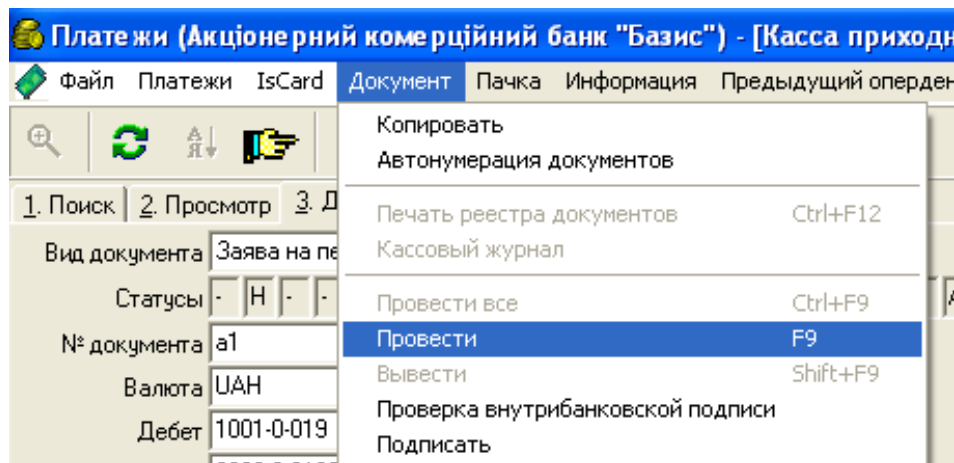 Платежи (Акціонерний комерційний банк "Базис") - [Касса приходн
Файл Платежи IsCard Документ Пачка Информация Предыдущий оперден
Копировать
Автонумерация документов
1. Поиск 2. Просмотр 3. Д
Печать реестра документов Ctrl+F12
Вид документа Заява на пе
Кассовый журнал
Статусы - Н - -
Провести все Ctrl+F9
№ документа а1
Провести F9
Валюта UAH
Вывести Shift+F9
Проверка внутрибанковской подписи
Дебет 1001-0-019
Подписать